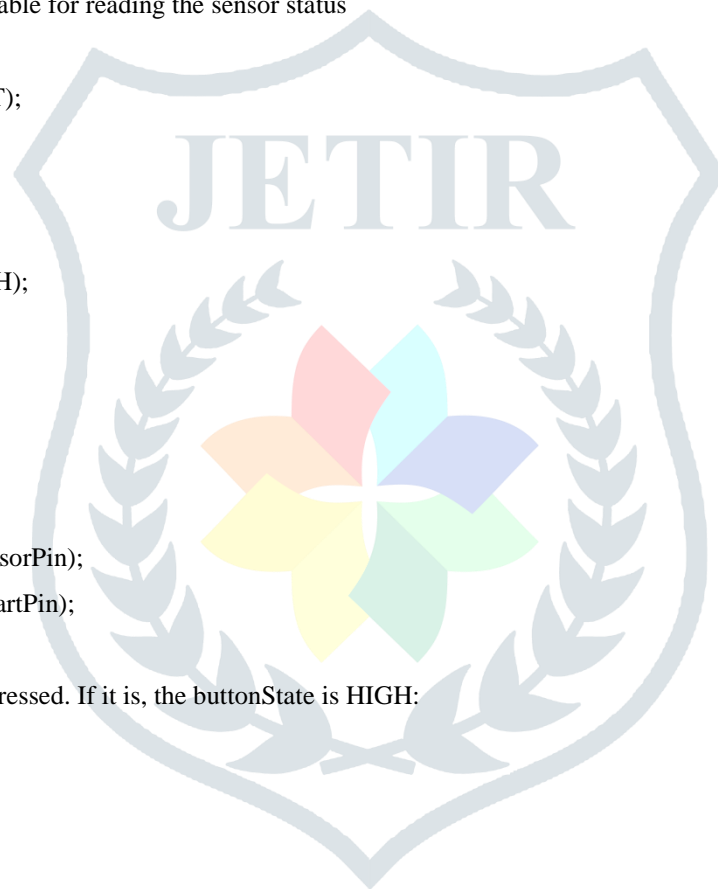 able for reading the sensor status
T);
JETIR
H);
sorPin);
artPin);
ressed. If it is, the buttonState is HIGH: